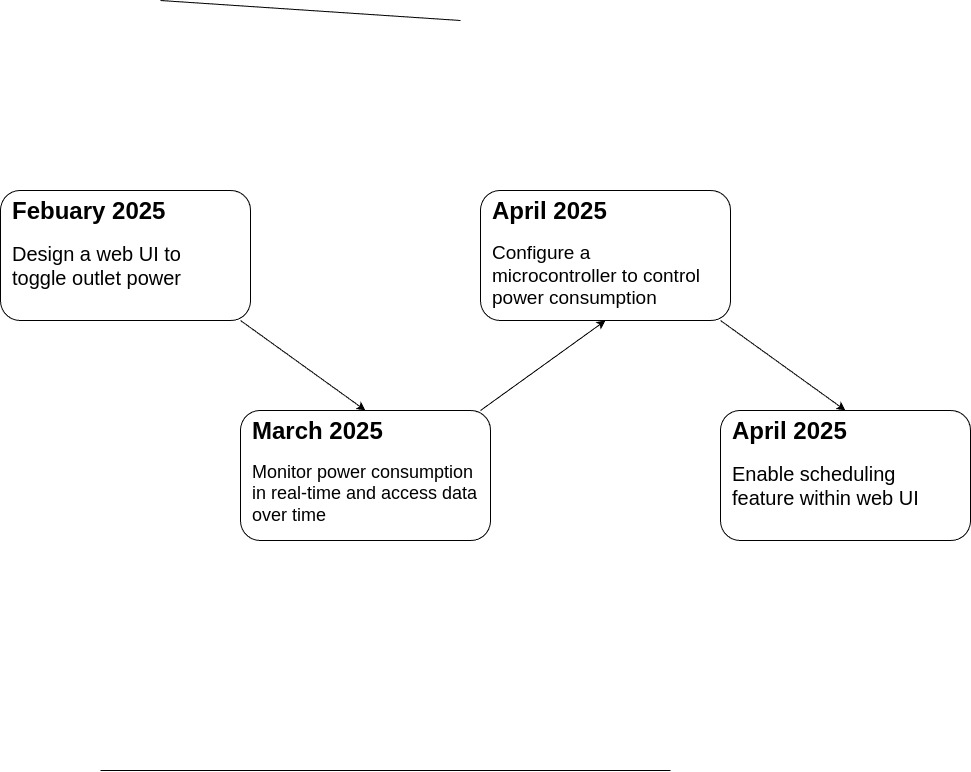 Febuary 2025
Design a web UI to
toggle outlet power
March 2025
Monitor power consumption
in real-time and access data
over time
April 2025
Configure a
microcontroller to control
power consumption
April 2025
Enable scheduling
feature within web UI